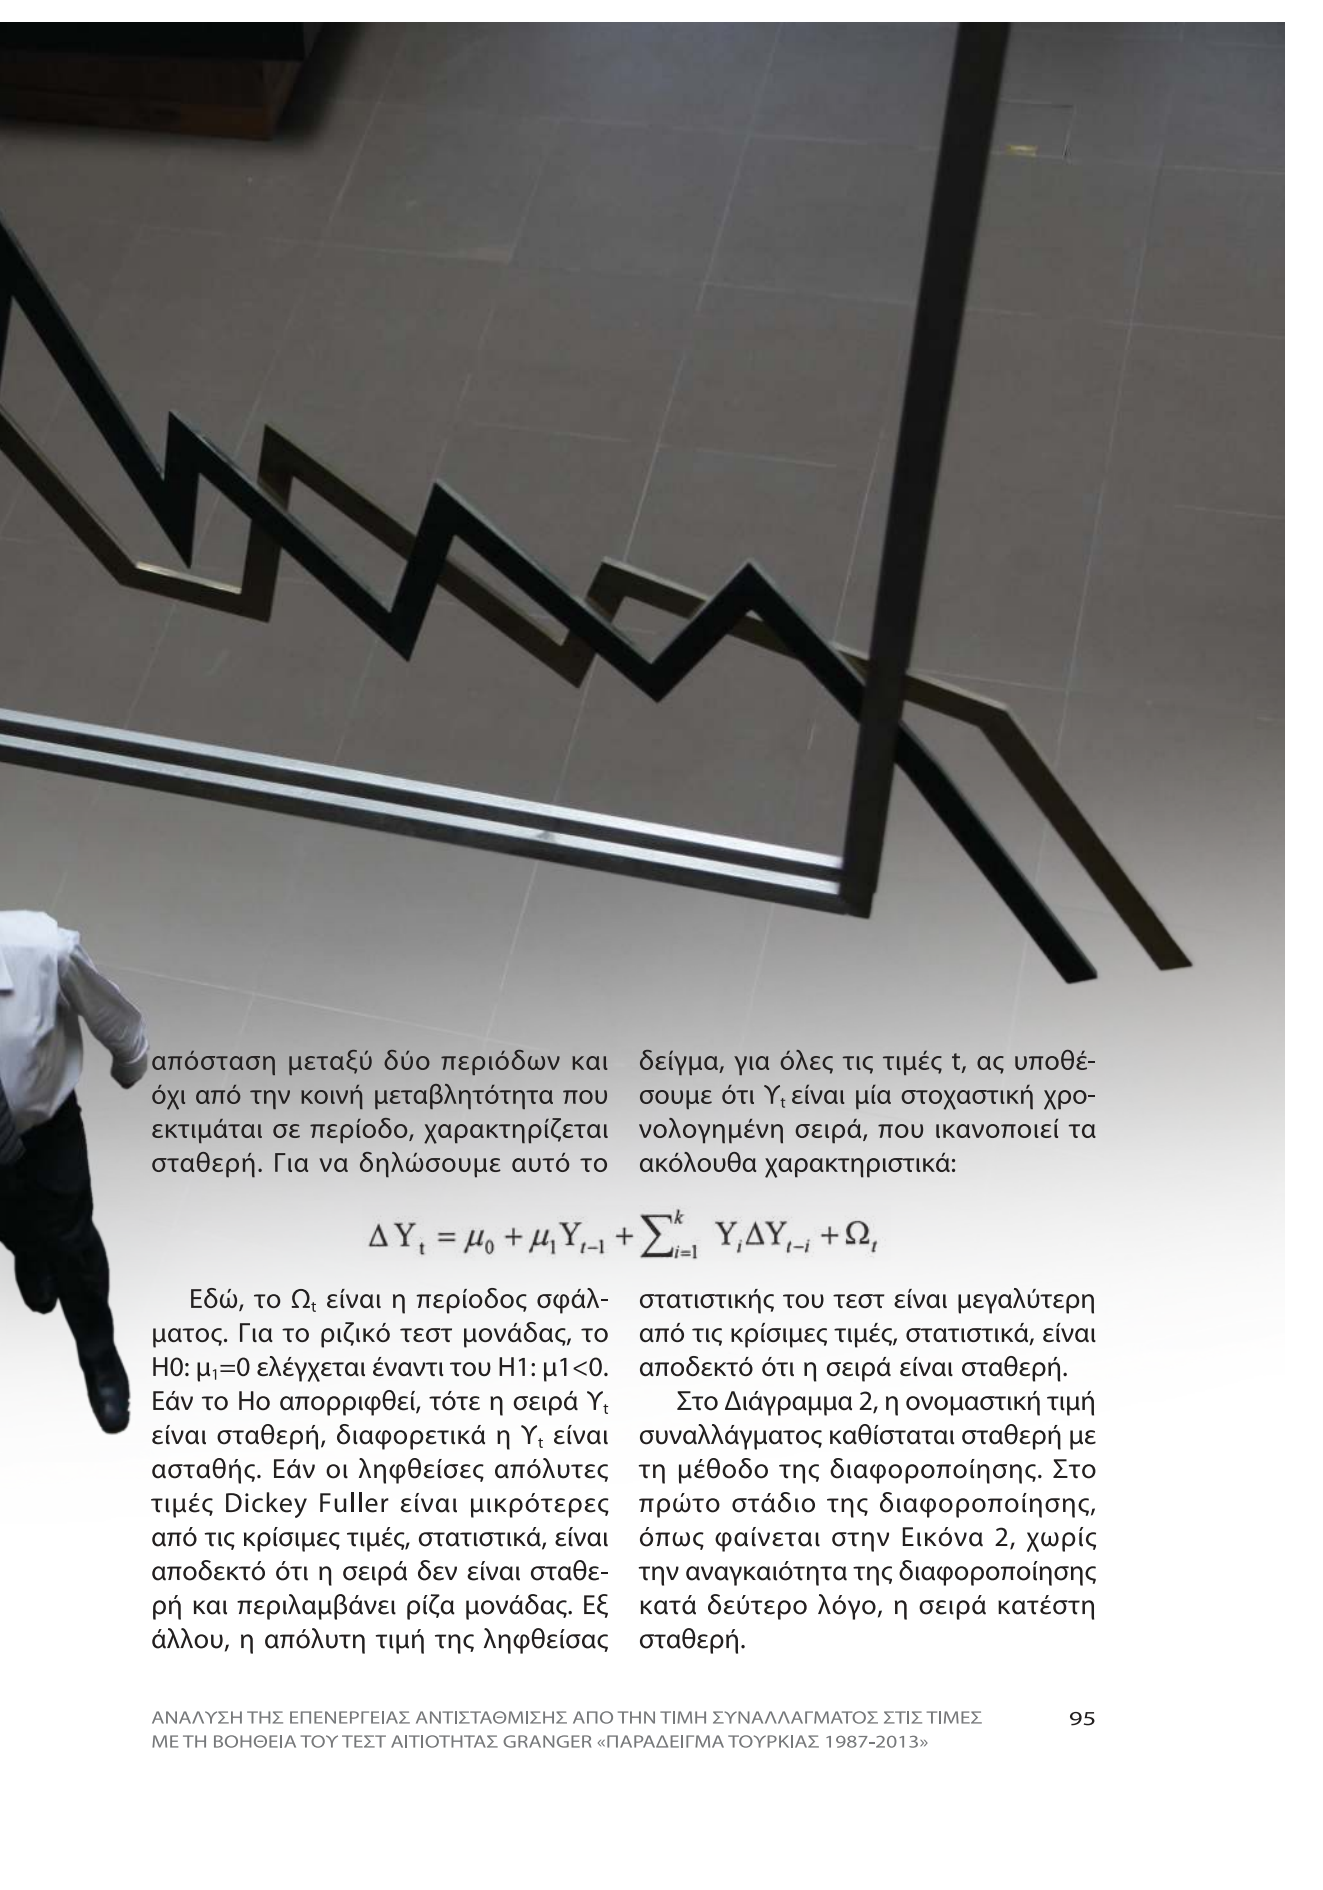 απόσταση μεταξύ δύο περιόδων και
όχι από την κοινή μεταβλητότητα που
εκτιμάται σε περίοδο, χαρακτηρίζεται
σταθερή. Για να δηλώσουμε αυτό το
δείγμα, για όλες τις τιμές t, ας υποθέ-
σουμε ότι Υt είναι μία στοχαστική χρο-
νολογημένη σειρά, που ικανοποιεί τα
ακόλουθα χαρακτηριστικά:
ΔΥt = μ0 + μ1Υt−1 + ∑i=1k ΥiΔΥt−i + Ωt
Εδώ, το Ωt είναι η περίοδος σφάλ-
ματος. Για το ριζικό τεστ μονάδας, το
H0: μ1=0 ελέγχεται έναντι του H1: μ1<0.
Εάν το Ho απορριφθεί, τότε η σειρά Υt
είναι σταθερή, διαφορετικά η Υt είναι
ασταθής. Εάν οι ληφθείσες απόλυτες
τιμές Dickey Fuller είναι μικρότερες
από τις κρίσιμες τιμές, στατιστικά, είναι
αποδεκτό ότι η σειρά δεν είναι σταθε-
ρή και περιλαμβάνει ρίζα μονάδας. Εξ
άλλου, η απόλυτη τιμή της ληφθείσας
στατιστικής του τεστ είναι μεγαλύτερη
από τις κρίσιμες τιμές, στατιστικά, είναι
αποδεκτό ότι η σειρά είναι σταθερή.
Στο Διάγραμμα 2, η ονομαστική τιμή
συναλλάγματος καθίσταται σταθερή με
τη μέθοδο της διαφοροποίησης. Στο
πρώτο στάδιο της διαφοροποίησης,
όπως φαίνεται στην Εικόνα 2, χωρίς
την αναγκαιότητα της διαφοροποίησης
κατά δεύτερο λόγο, η σειρά κατέστη
σταθερή.
ΑΝΑΛΥΣΗ ΤΗΣ ΕΠΕΝΕΡΓΕΙΑΣ ΑΝΤΙΣΤΑΘΜΙΣΗΣ ΑΠΟ ΤΗΝ ΤΙΜΗ ΣΥΝΑΛΛΑΓΜΑΤΟΣ ΣΤΙΣ ΤΙΜΕΣ
ΜΕ ΤΗ ΒΟΗΘΕΙΑ ΤΟΥ ΤΕΣΤ ΑΙΤΙΟΤΗΤΑΣ GRANGER «ΠΑΡΑΔΕΙΓΜΑ ΤΟΥΡΚΙΑΣ 1987-2013»
95